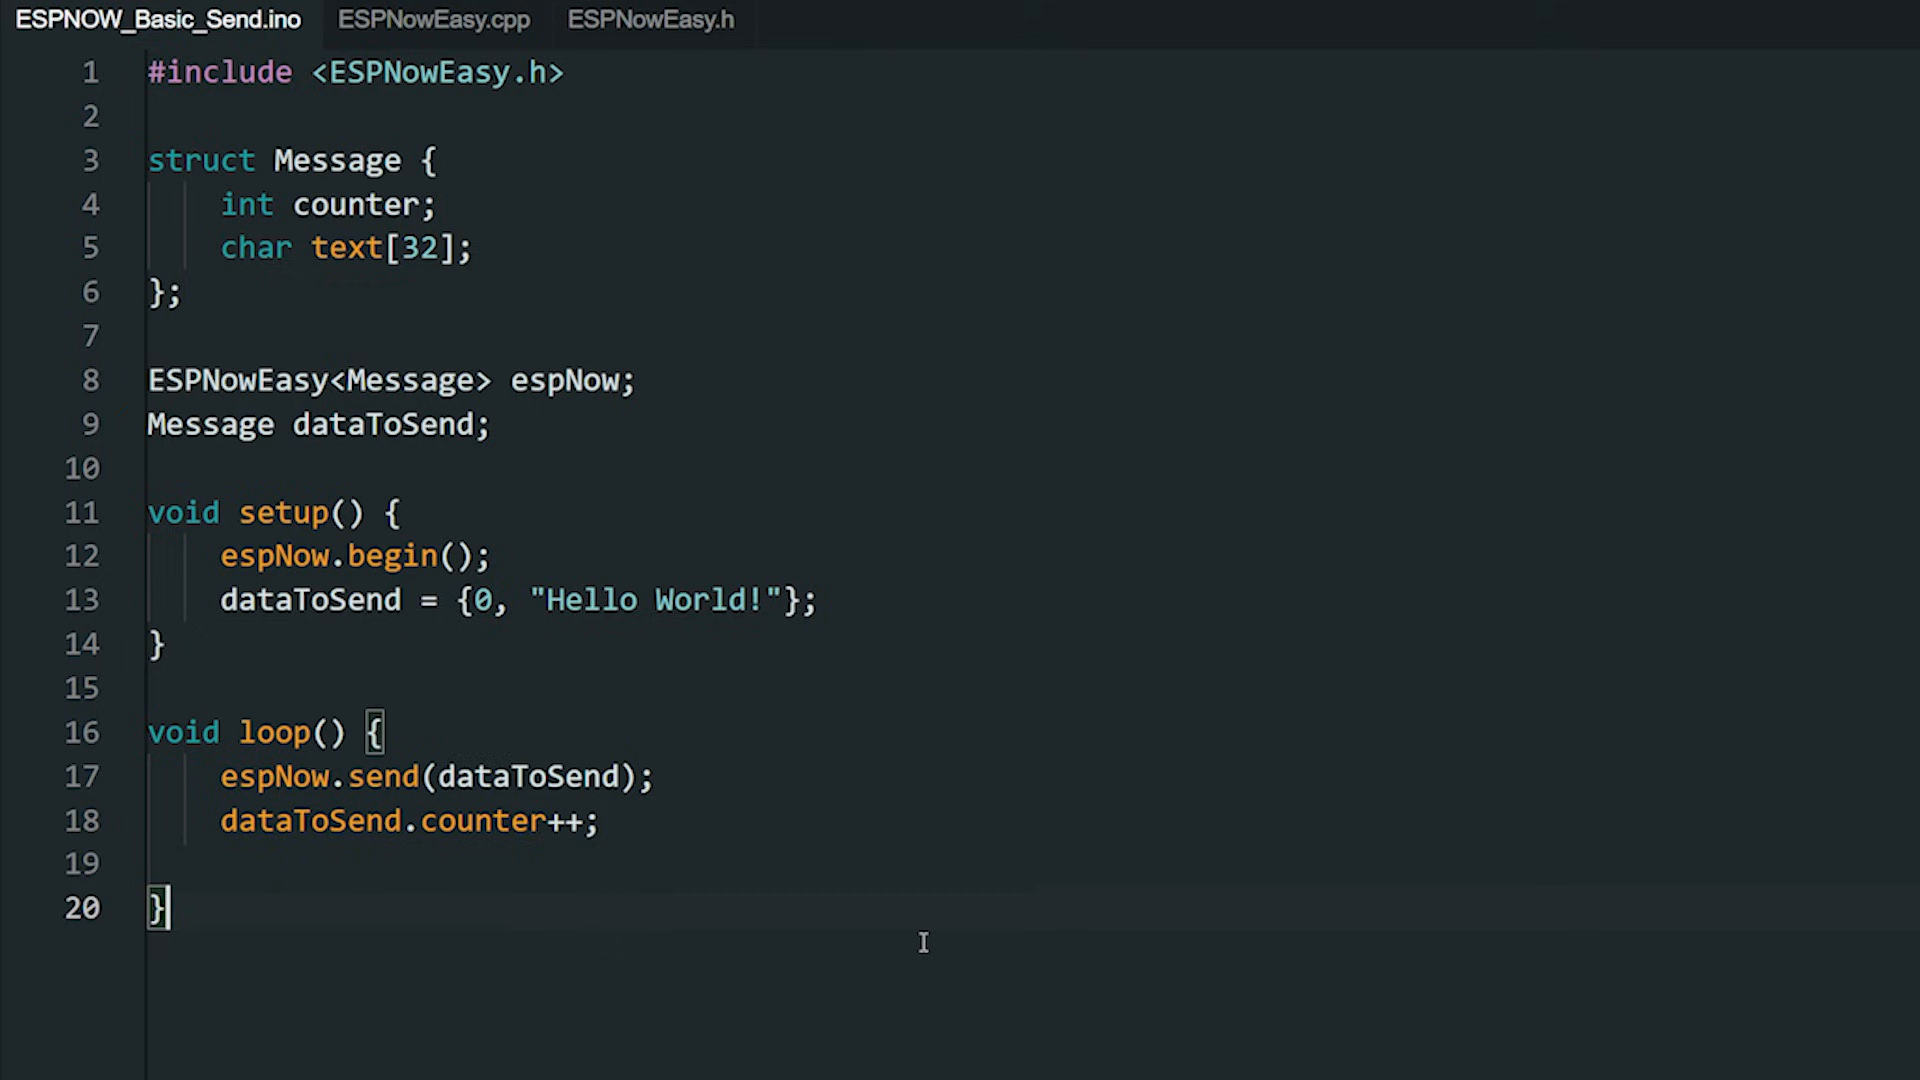 ESPNOW_Basic_Send.ino ESPNowEasy.cpp ESPNowEasy.h
1 #include <ESPNowEasy.h>
2
3 struct Message {
4     int counter;
5     char text[32];
6 };
7
8 ESPNowEasy<Message> espNow;
9 Message dataToSend;
10
11 void setup() {
12     espNow.begin();
13     dataToSend = {0, "Hello World!"};
14 }
15
16 void loop() {
17     espNow.send(dataToSend);
18     dataToSend.counter++;
19
20 }